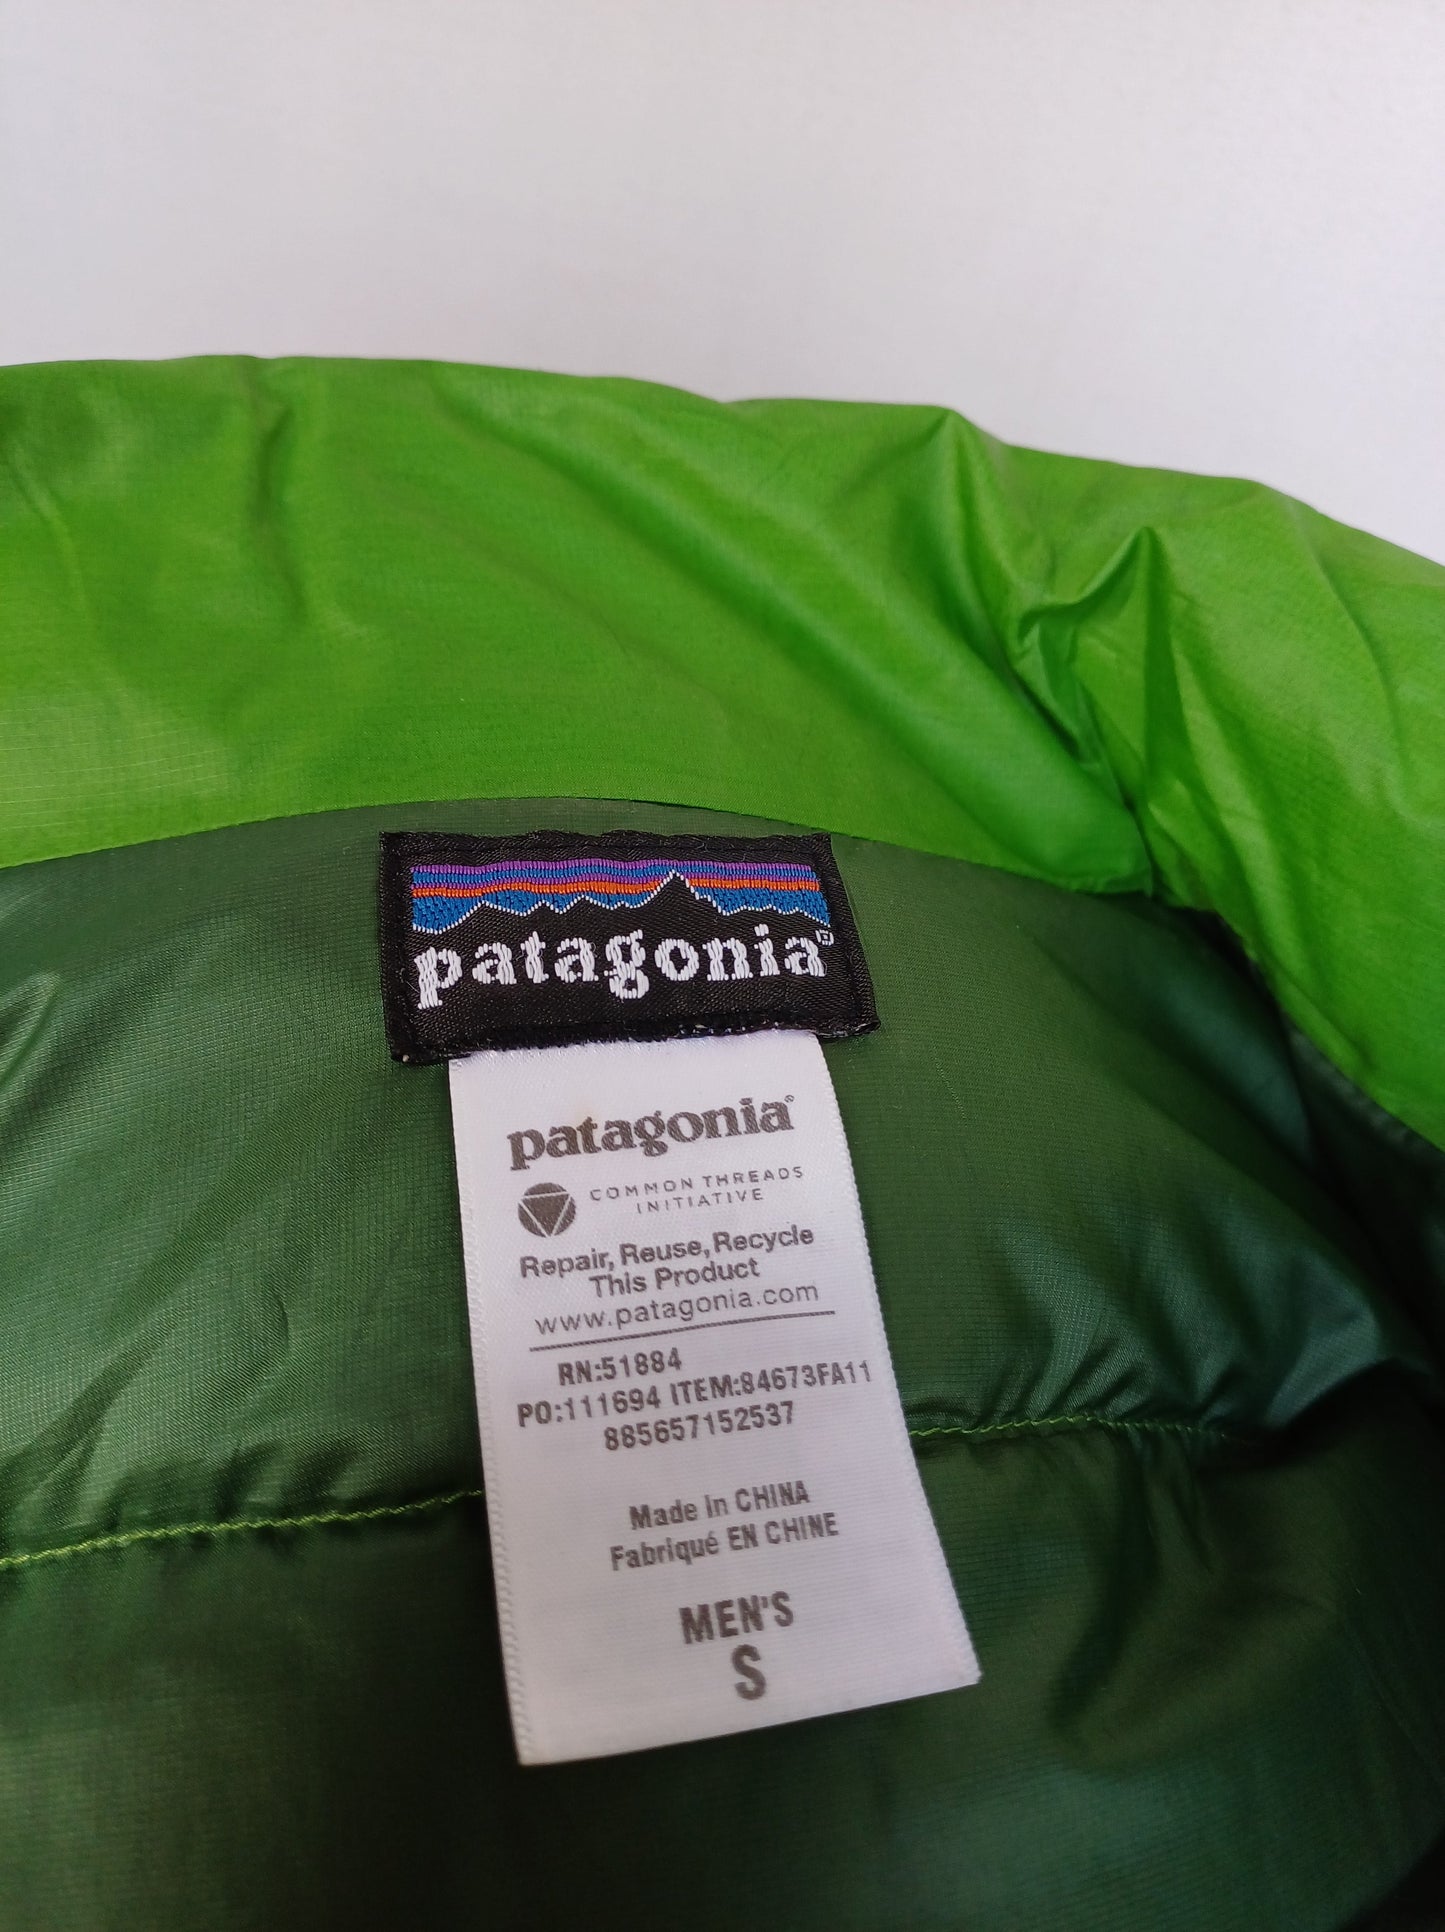 patagonia®
patagonia®
COMMON THREADS
INITIATIVE
Repair, Reuse, Recycle
This Product
www.patagonia.com
RN:51884
PO:111694 ITEM:84673FA11
885657152537
Made in CHINA
Fabriqué EN CHINE
MEN'S
S